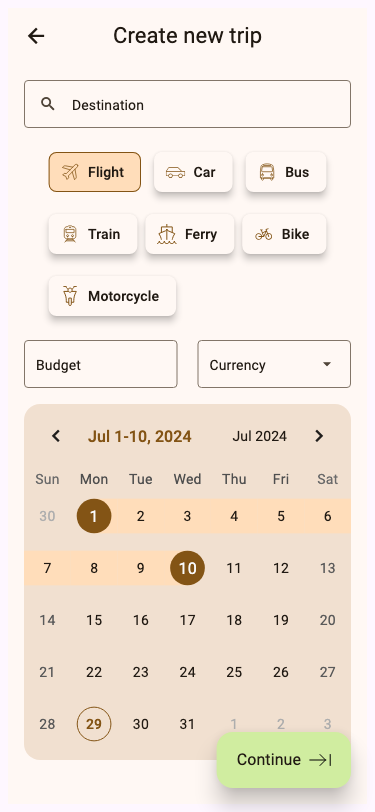 Create new trip
Destination
Flight Car Bus
Train Ferry Bike
Motorcycle
Budget Currency
Jul 1-10, 2024 Jul 2024
Sun Mon Tue Wed Thu Fri Sat
30 1 2 3 4 5 6
7 8 9 10 11 12 13
14 15 16 17 18 19 20
21 22 23 24 25 26 27
28 29 30 31 1 2 3
Continue